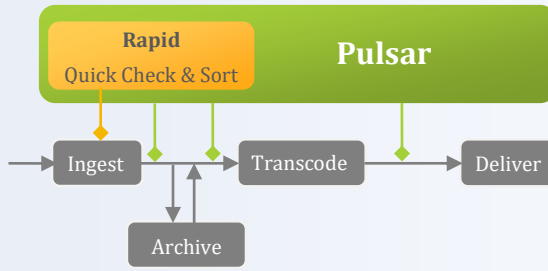 Rapid
Quick Check & Sort
Pulsar
Ingest
Transcode
Deliver
Archive